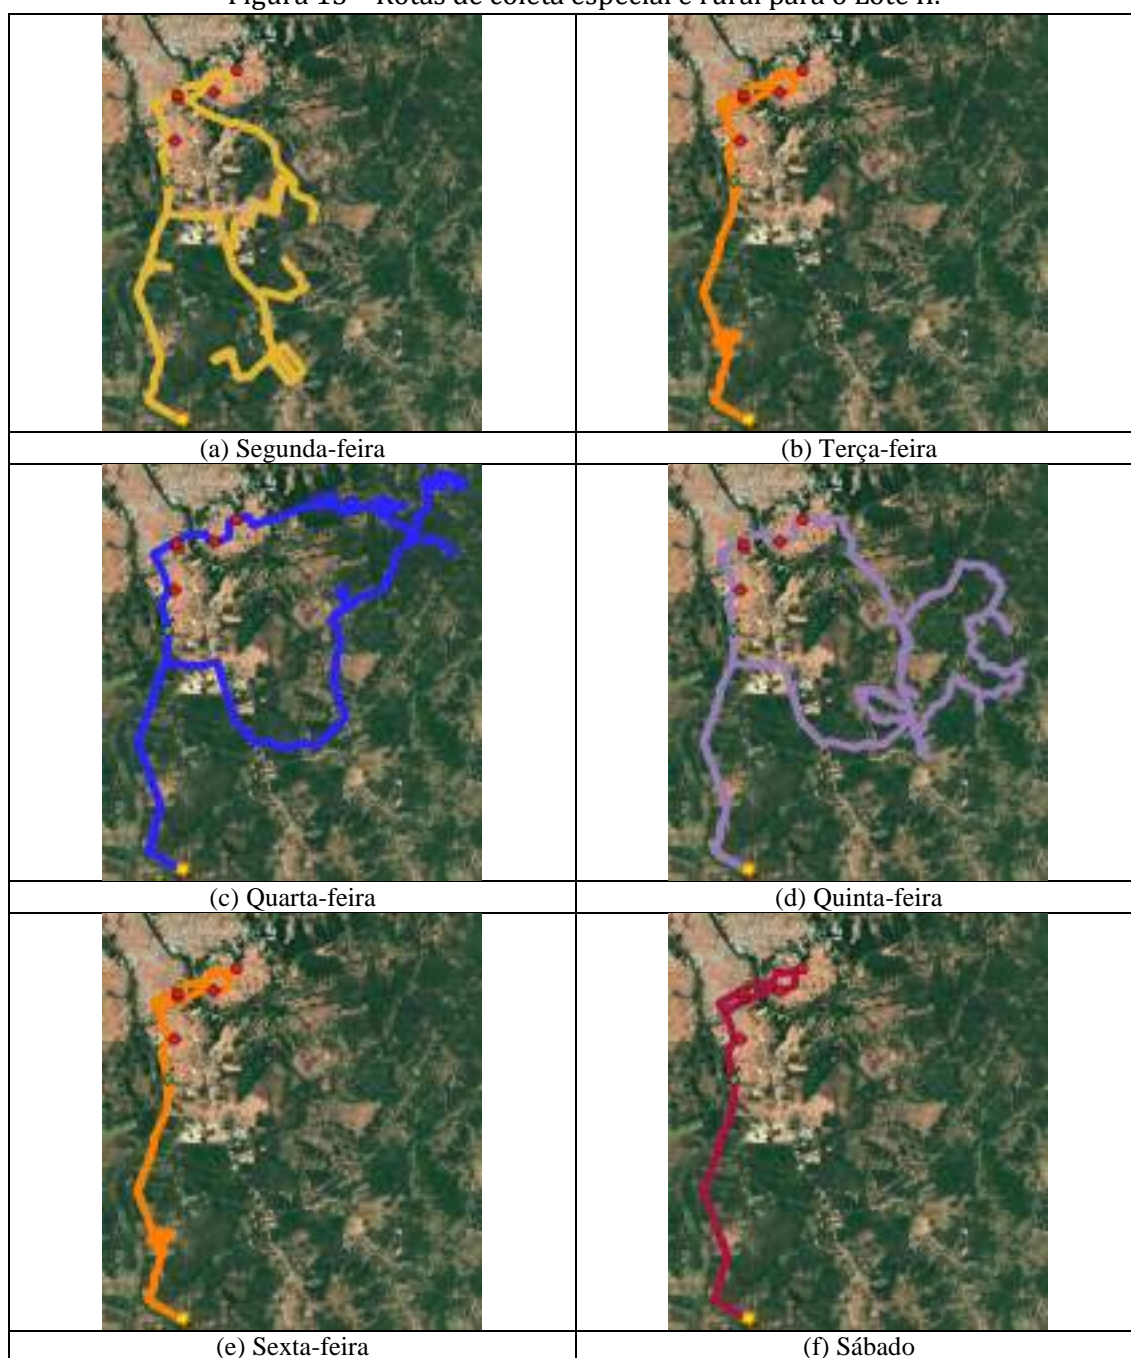 Figura 15 – Rotas de coleta especial e rural para o Lote II.
(a) Segunda-feira
(b) Terça-feira
(c) Quarta-feira
(d) Quinta-feira
(e) Sexta-feira
(f) Sábado